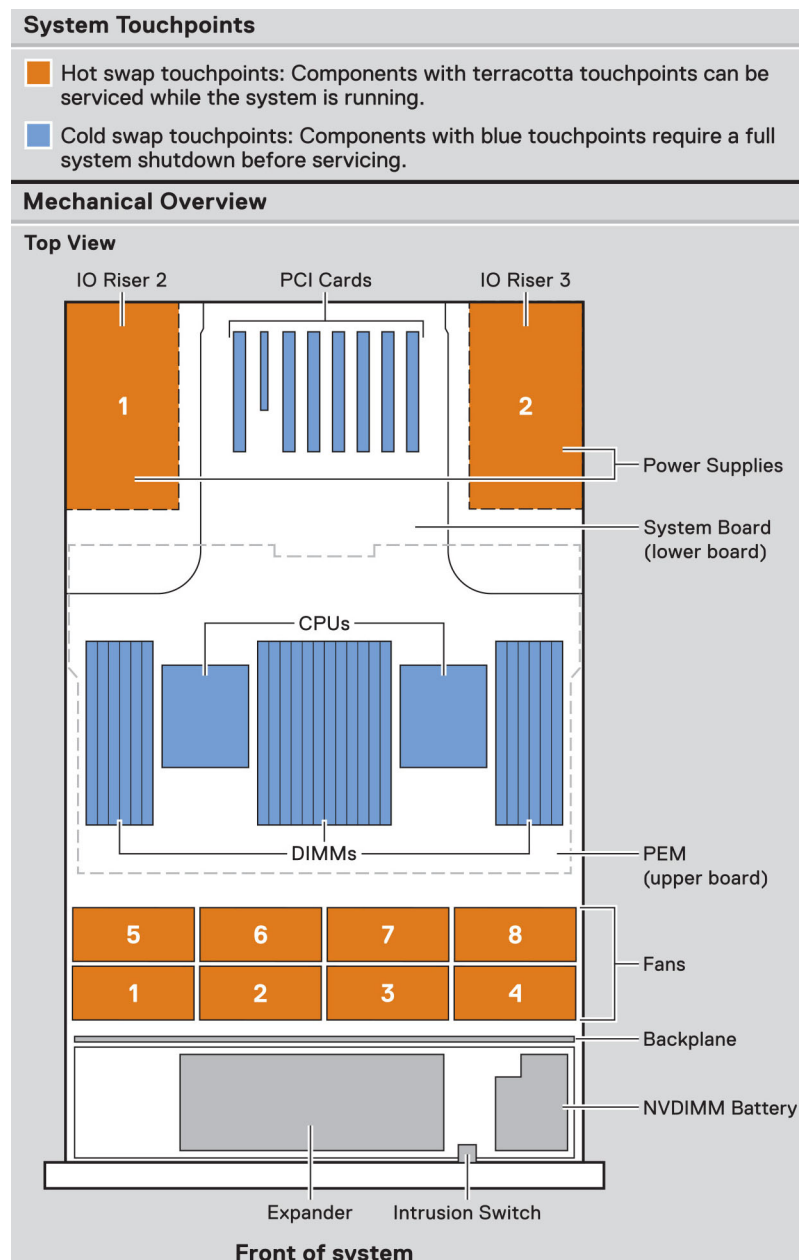 System Touchpoints
Hot swap touchpoints: Components with terracotta touchpoints can be
serviced while the system is running.
Cold swap touchpoints: Components with blue touchpoints require a full
system shutdown before servicing.
Mechanical Overview
Top View
IO Riser 2
PCI Cards
IO Riser 3
1
2
Power Supplies
System Board
(lower board)
CPUs
DIMMs
PEM
(upper board)
5
6
7
8
1
2
3
4
Fans
Backplane
NVDIMM Battery
Expander
Intrusion Switch
Front of system